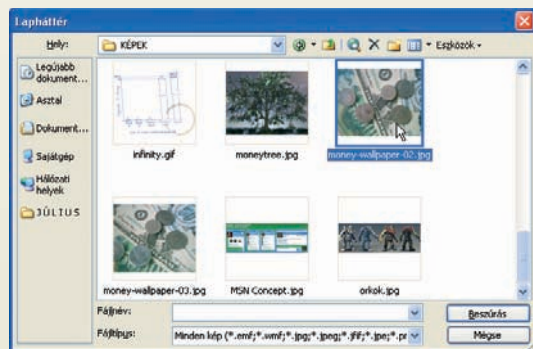 Lapháttér
Hely: KÉPEK Eszközök
Legújabb
dokument...
Asztal
Dokument...
Sajátgép
Hálózati
helyek
JÚLIUS
infinity.gif moneytree.jpg money-wallpaper-02.jpg
money-wallpaper-03.jpg MSN Concept.jpg orkok.jpg
Fájlnév: Beszúrás
Fájltípus: Minden kép (*.emf;*.wmf;*.jpg;*.jpeg;*.jfif;*.jpe;*.pr Mégse